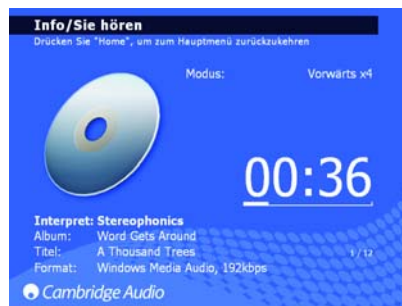 Info/Sie hören
Drücken Sie "Home", um zum Hauptmenü zurückzukehren
Modus: Vorwärts x4
00:36
Interpret: Stereophonics
Album: Word Gets Around
Titel: A Thousand Trees 1/12
Format: Windows Media Audio, 192kbps
Cambridge Audio